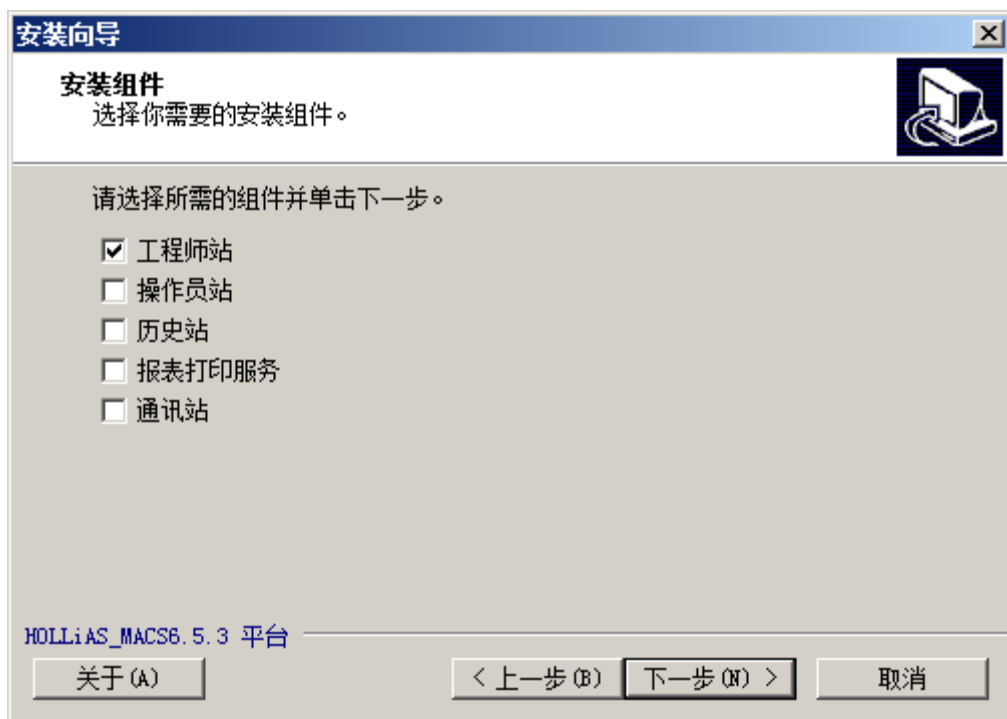 安装向导
安装组件
选择你需要的安装组件。
请选择所需的组件并单击下一步。
工程师站
操作员站
历史站
报表打印服务
通讯站
HOLLiAS_MACS6.5.3 平台
关于(A)
< 上一步(B)
下一步(N) >
取消